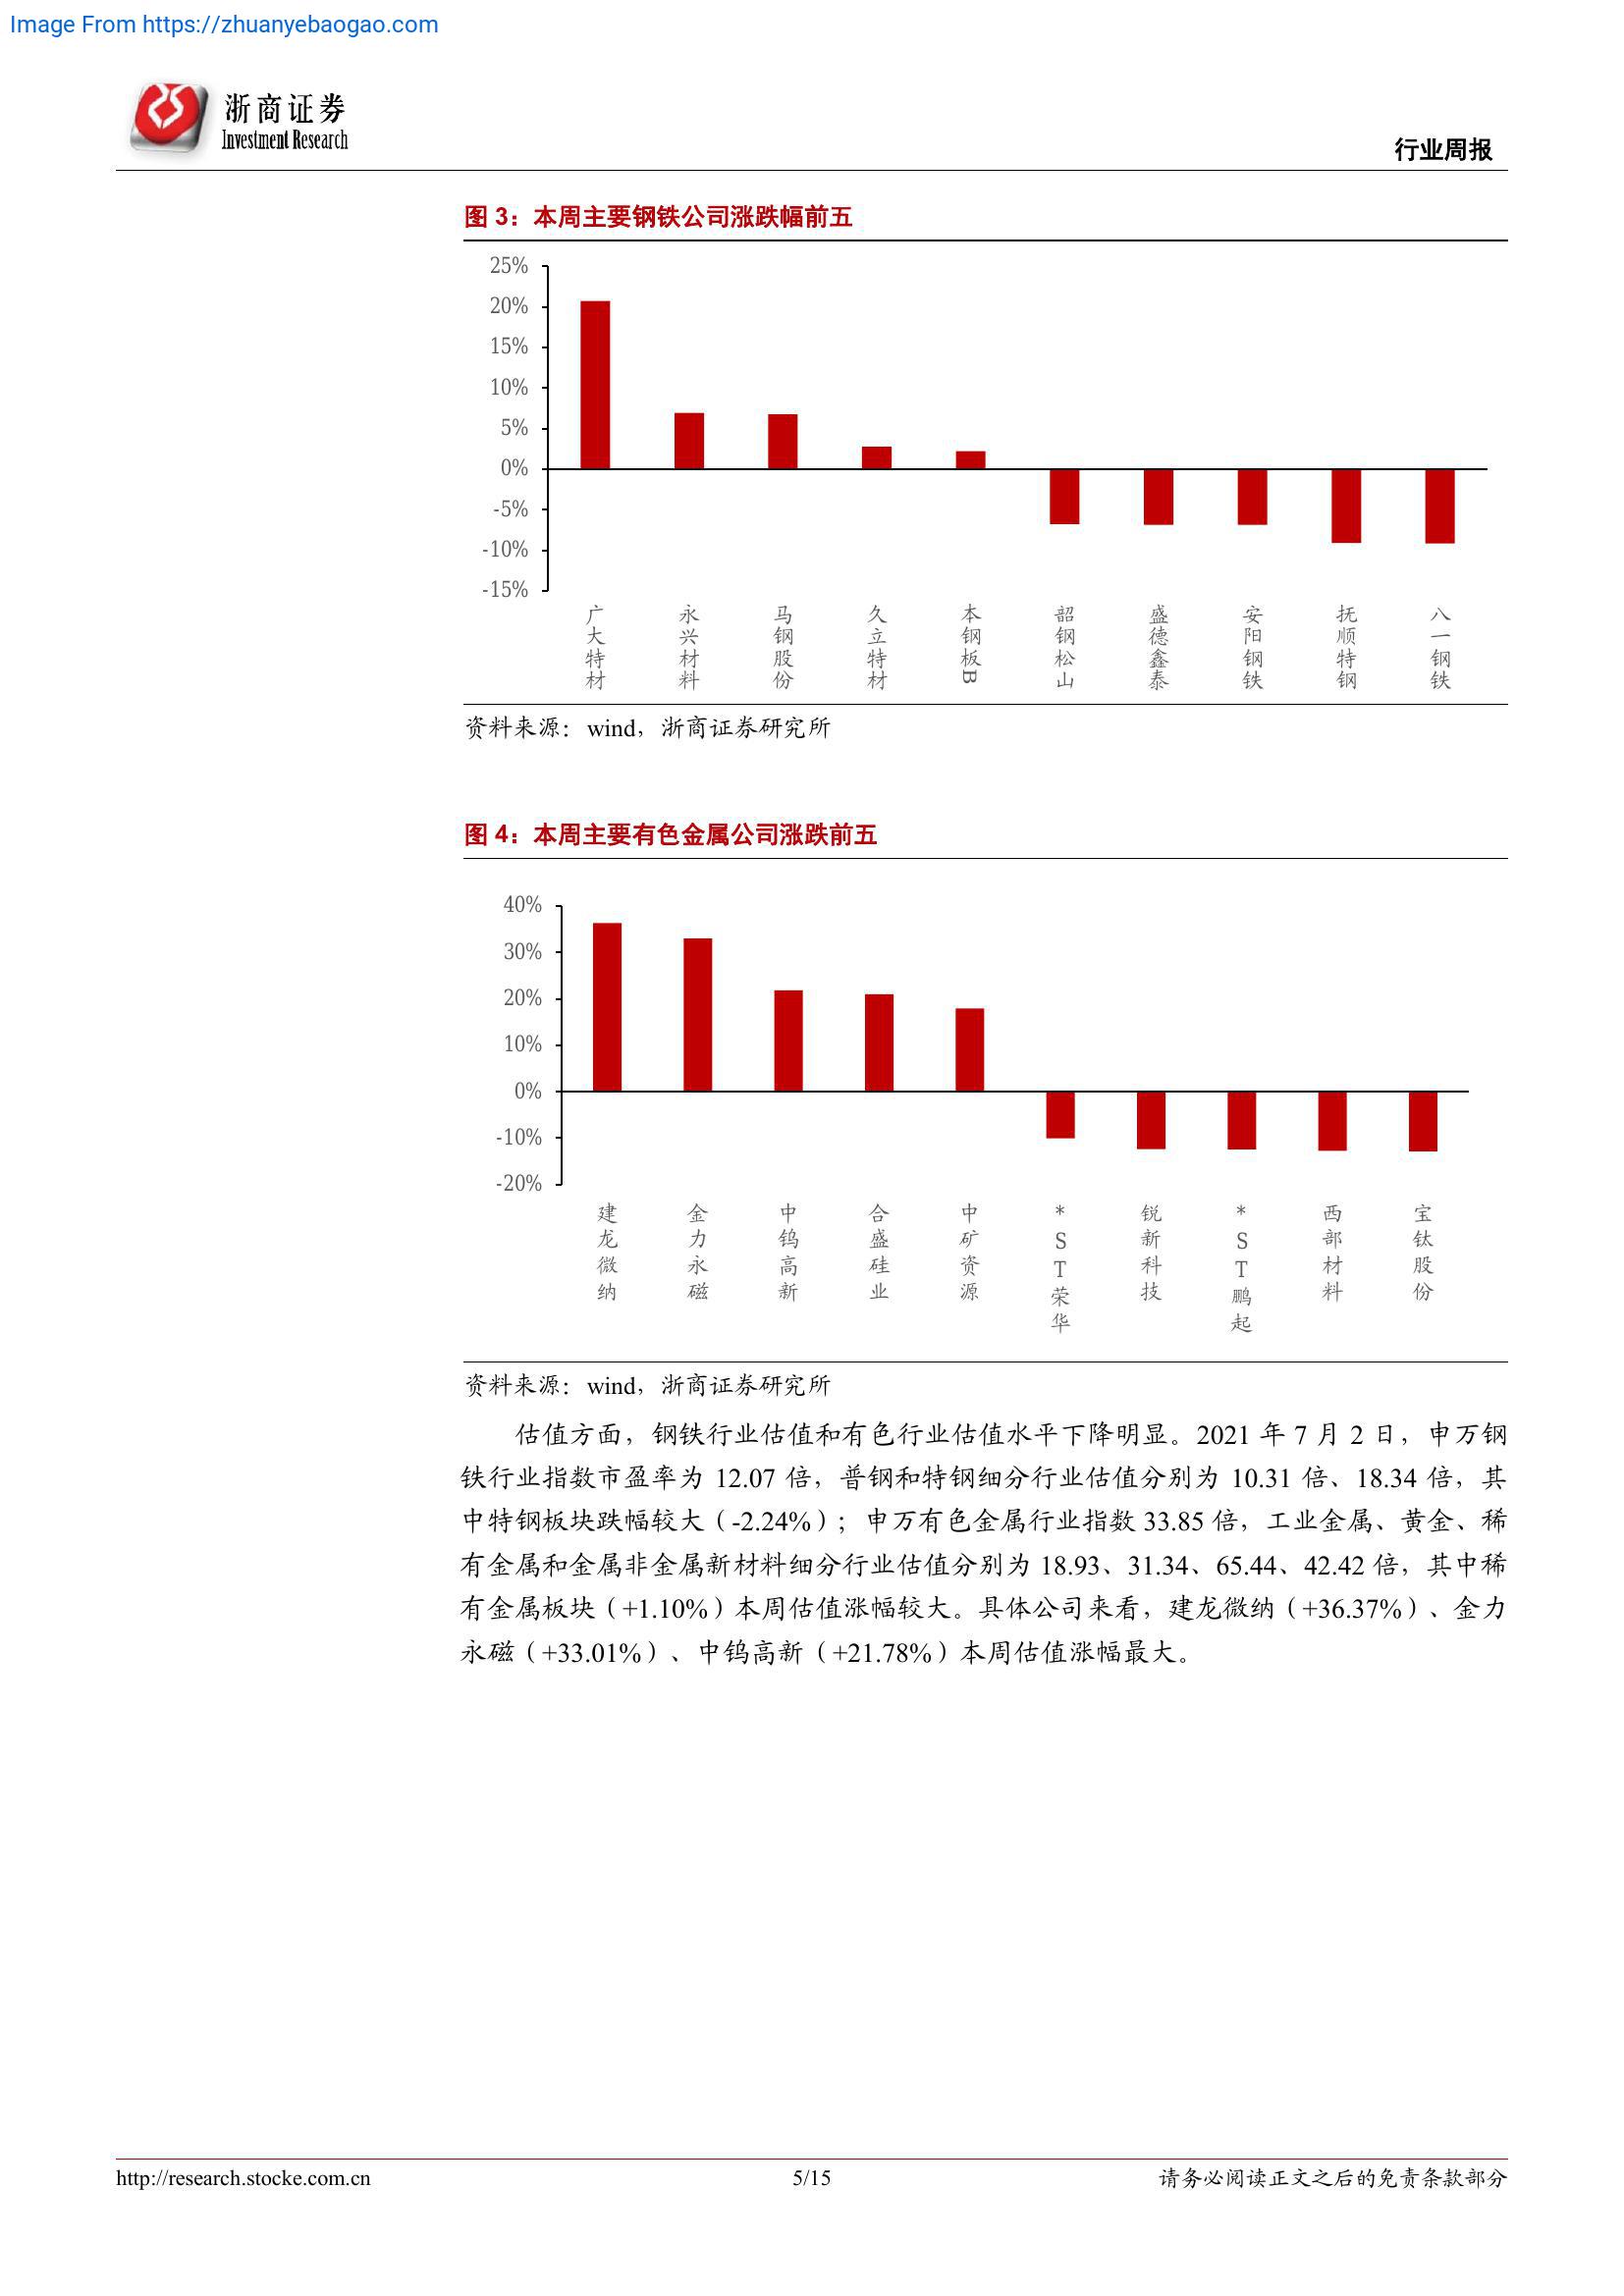 Image From https://zhuanyebaogao.com
浙商证券
Investment Research
行业周报
图 3：本周主要钢铁公司涨跌幅前五
25%
20%
15%
10%
5%
0%
-5%
-10%
-15%
广大特材
永兴材料
马钢股份
久立特材
本钢板B
韶钢松山
盛德鑫泰
安阳钢铁
抚顺特钢
八一钢铁
资料来源：wind，浙商证券研究所
图 4：本周主要有色金属公司涨跌前五
40%
30%
20%
10%
0%
-10%
-20%
建龙微纳
金力永磁
中钨高新
合盛硅业
中矿资源
*ST荣华
锐新科技
*ST鹏起
西部材料
宝钛股份
资料来源：wind，浙商证券研究所
估值方面，钢铁行业估值和有色行业估值水平下降明显。2021 年 7 月 2 日，申万钢
铁行业指数市盈率为 12.07 倍，普钢和特钢细分行业估值分别为 10.31 倍、18.34 倍，其
中特钢板块跌幅较大（-2.24%）；申万有色金属行业指数 33.85 倍，工业金属、黄金、稀
有金属和金属非金属新材料细分行业估值分别为 18.93、31.34、65.44、42.42 倍，其中稀
有金属板块（+1.10%）本周估值涨幅较大。具体公司来看，建龙微纳（+36.37%）、金力
永磁（+33.01%）、中钨高新（+21.78%）本周估值涨幅最大。
http://research.stocke.com.cn
5/15
请务必阅读正文之后的免责条款部分